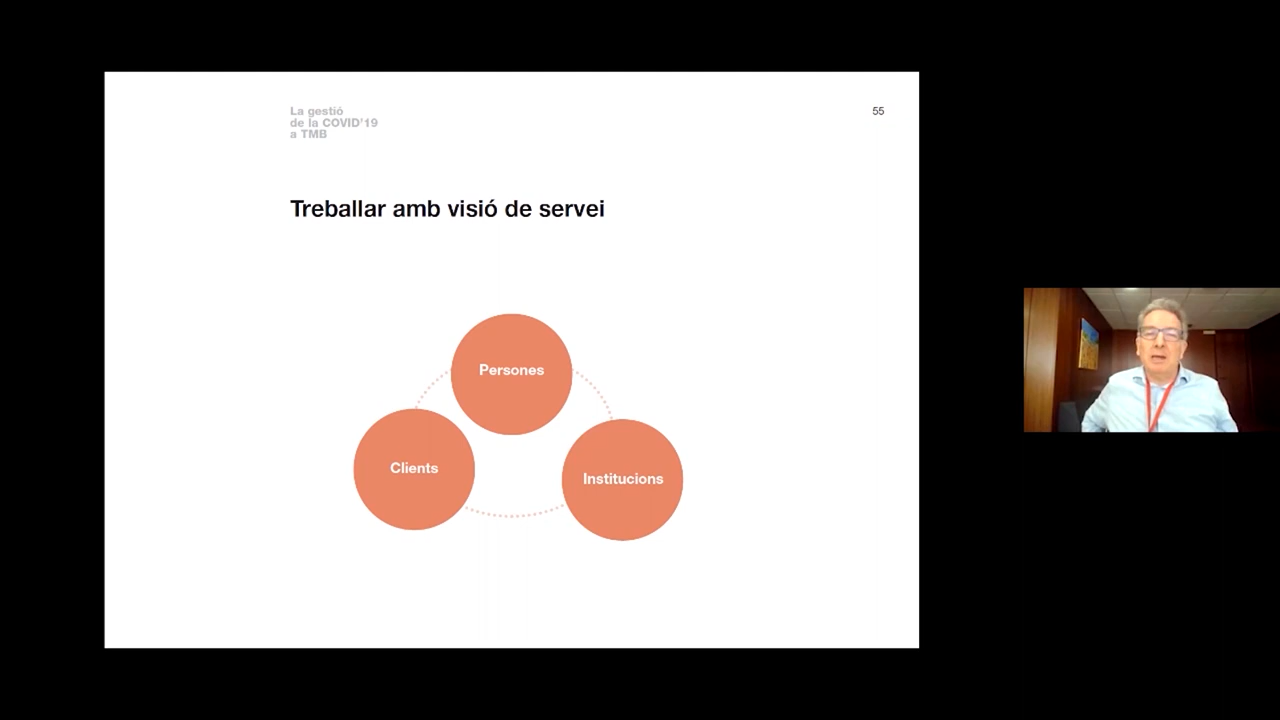 La gestió
de la COVID'19
a TMB
55
Treballar amb visió de servei
Persones
Clients
Institucions